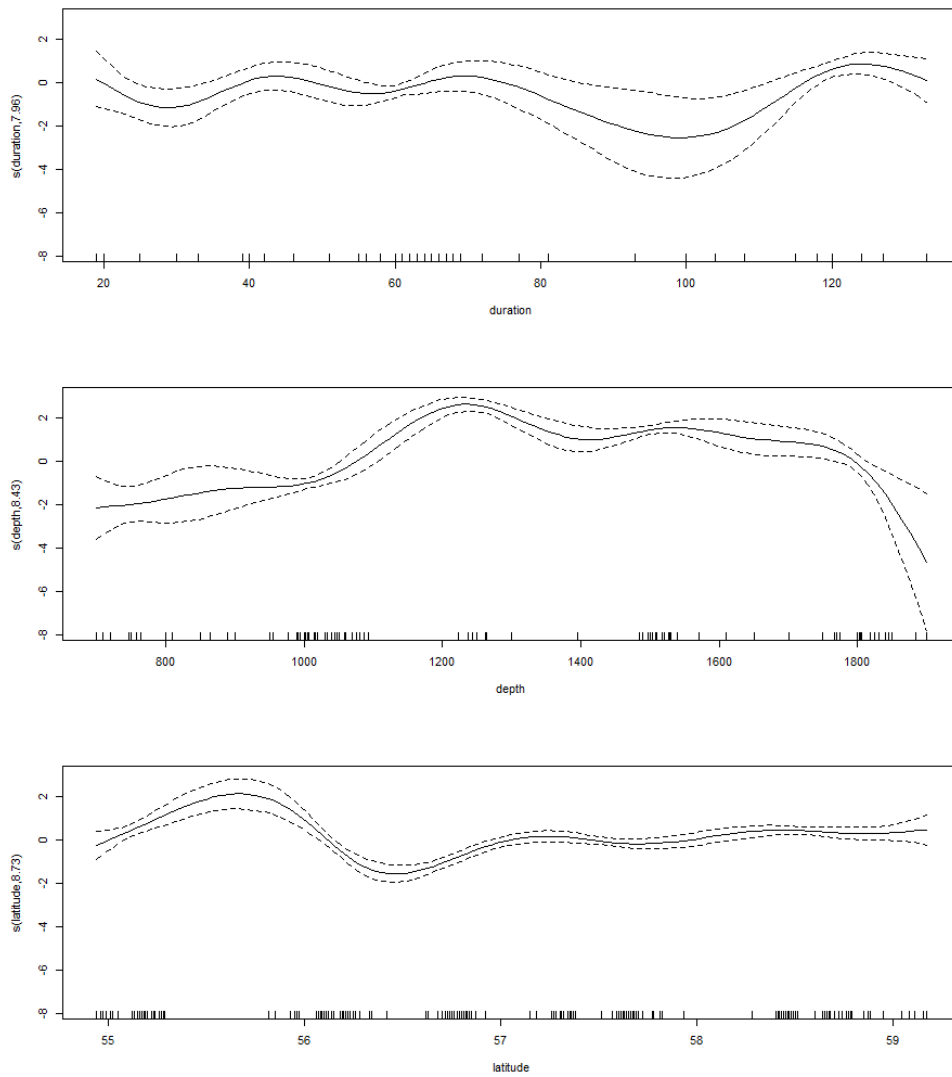 2
0
-2
-4
-6
-8
s(duration,7.96)
20 40 60 80 100 120
duration
2
0
-2
-4
-6
-8
s(depth,8.43)
800 1000 1200 1400 1600 1800
depth
2
0
-2
-4
-6
-8
s(latitude,8.73)
55 56 57 58 59
latitude